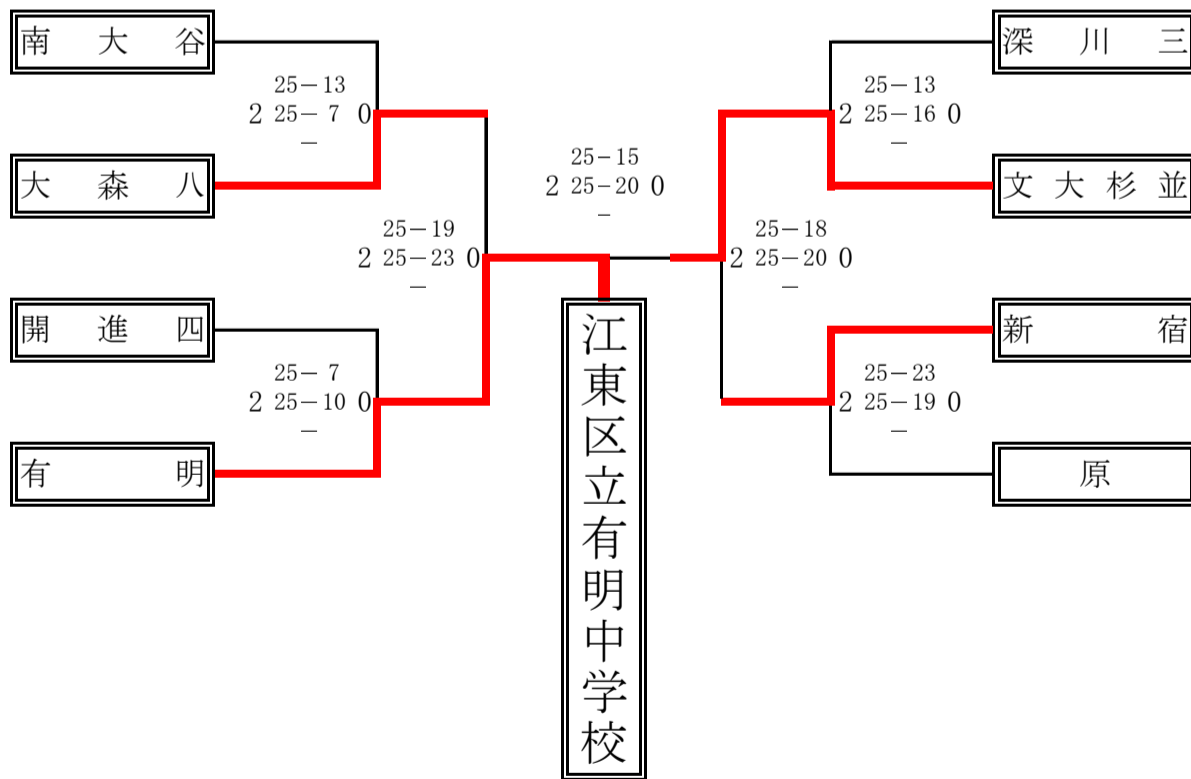 南大谷
25－13
2 25－ 7 0
－
大森八
25－19
2 25－23 0
－
開進四
25－ 7
2 25－10 0
－
有明
25－15
2 25－20 0
－
江東区立有明中学校
深川三
25－13
2 25－16 0
－
文大杉並
25－18
2 25－20 0
－
新宿
25－23
2 25－19 0
－
原